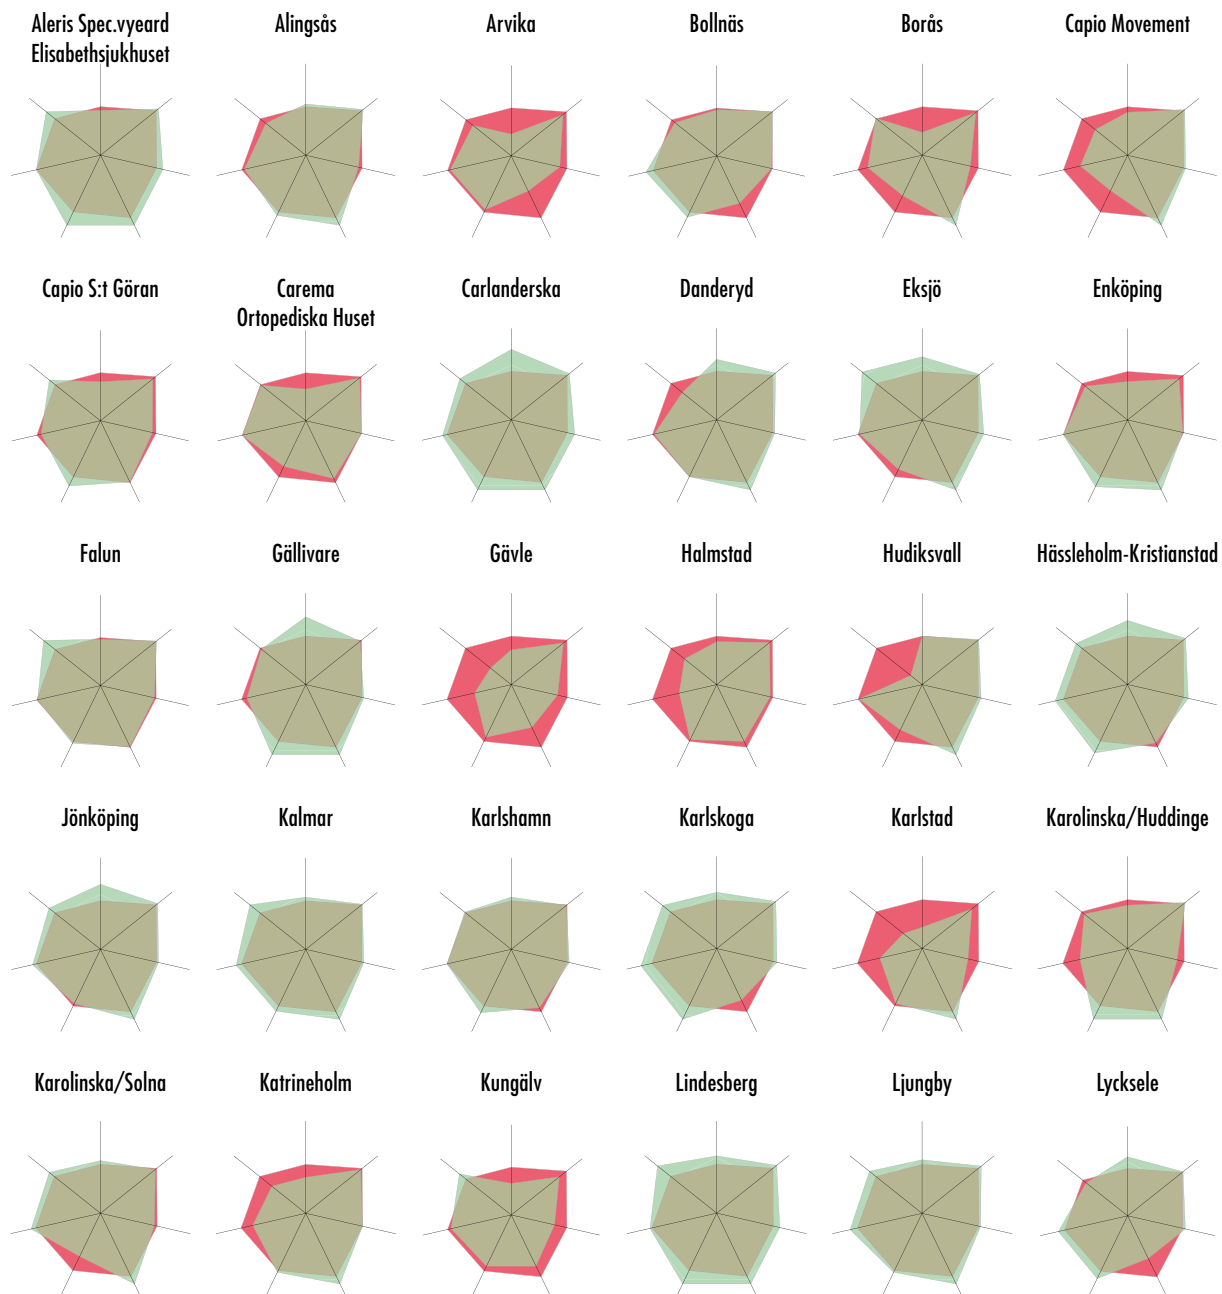 Aleris Spec.vyeard
Elisabethsjukhuset
Alingsås
Arvika
Bollnäs
Borås
Capio Movement
Capio S:t Göran
Carema
Ortopediska Huset
Carlanderska
Danderyd
Eksjö
Enköping
Falun
Gällivare
Gävle
Halmstad
Hudiksvall
Hässleholm-Kristianstad
Jönköping
Kalmar
Karlshamn
Karlskoga
Karlstad
Karolinska/Huddinge
Karolinska/Solna
Katrineholm
Kungälv
Lindesberg
Ljungby
Lycksele